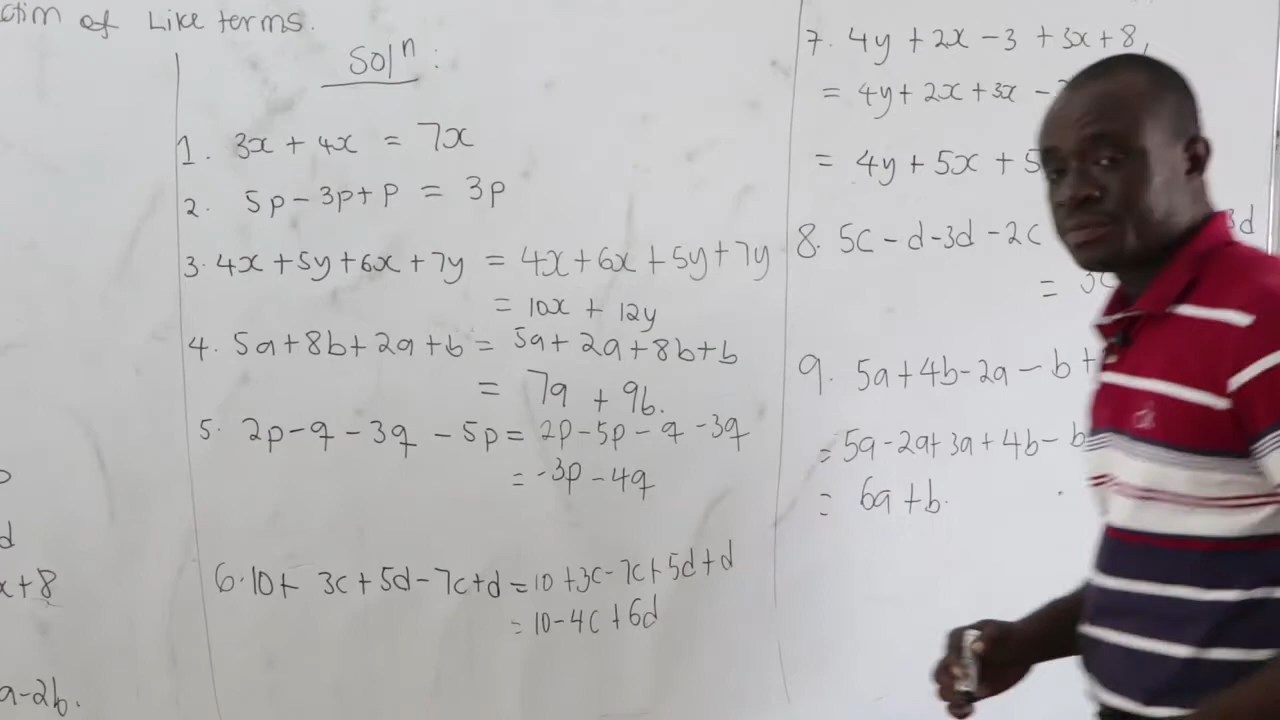 of Like terms.
Solⁿ :
1. 3x + 4x = 7x
2. 5p - 3p + p = 3p
3. 4x + 5y + 6x + 7y = 4x + 6x + 5y + 7y
= 10x + 12y
4. 5a + 8b + 2a + b = 5a + 2a + 8b + b
= 7a + 9b.
5. 2p - q - 3q - 5p = 2p - 5p - q - 3q
= -3p - 4q
6. 10 + 3c + 5d - 7c + d = 10 + 3c - 7c + 5d + d
= 10 - 4c + 6d
7. 4y + 2x - 3 + 3x + 8,
= 4y + 2x + 3x -
= 4y + 5x + 5
8. 5c - d - 3d - 2c
3d
= 3c
9. 5a + 4b - 2a - b +
= 5a - 2a + 3a + 4b - b
= 6a + b.
d
x + 8
a - 2b.